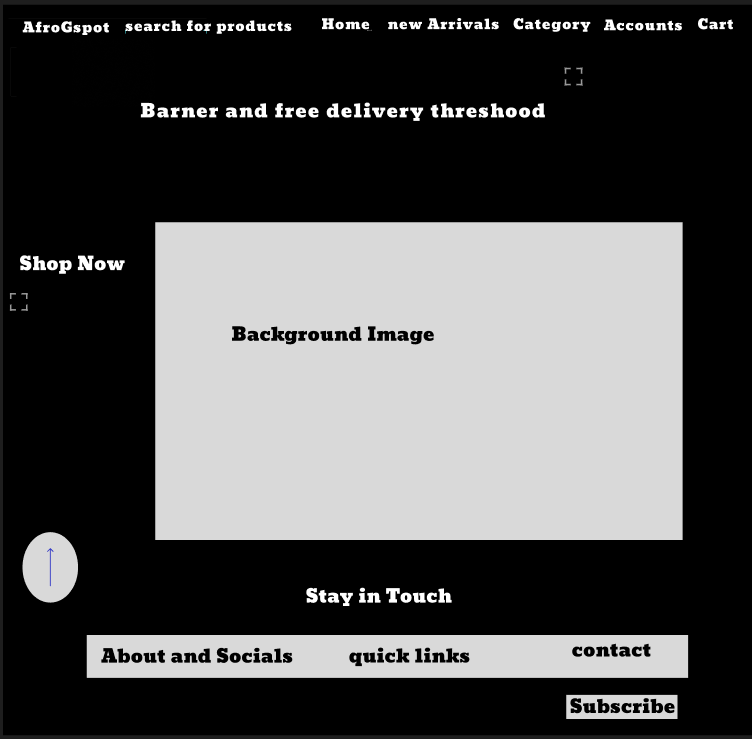 AfroGspot search for products Home new Arrivals Category Accounts Cart
Barner and free delivery threshood
Shop Now
Background Image
Stay in Touch
About and Socials quick links contact
Subscribe